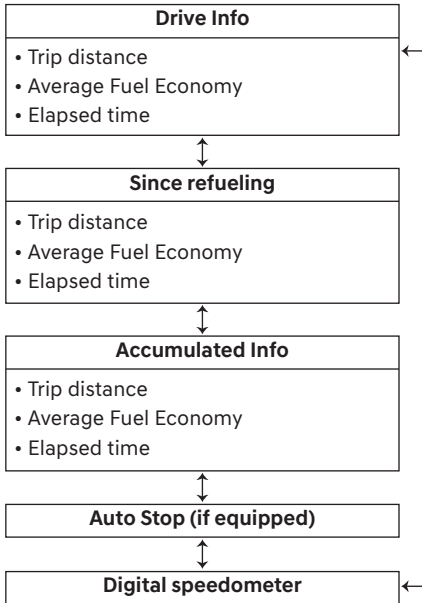 Drive Info
• Trip distance
• Average Fuel Economy
• Elapsed time
Since refueling
• Trip distance
• Average Fuel Economy
• Elapsed time
Accumulated Info
• Trip distance
• Average Fuel Economy
• Elapsed time
Auto Stop (if equipped)
Digital speedometer